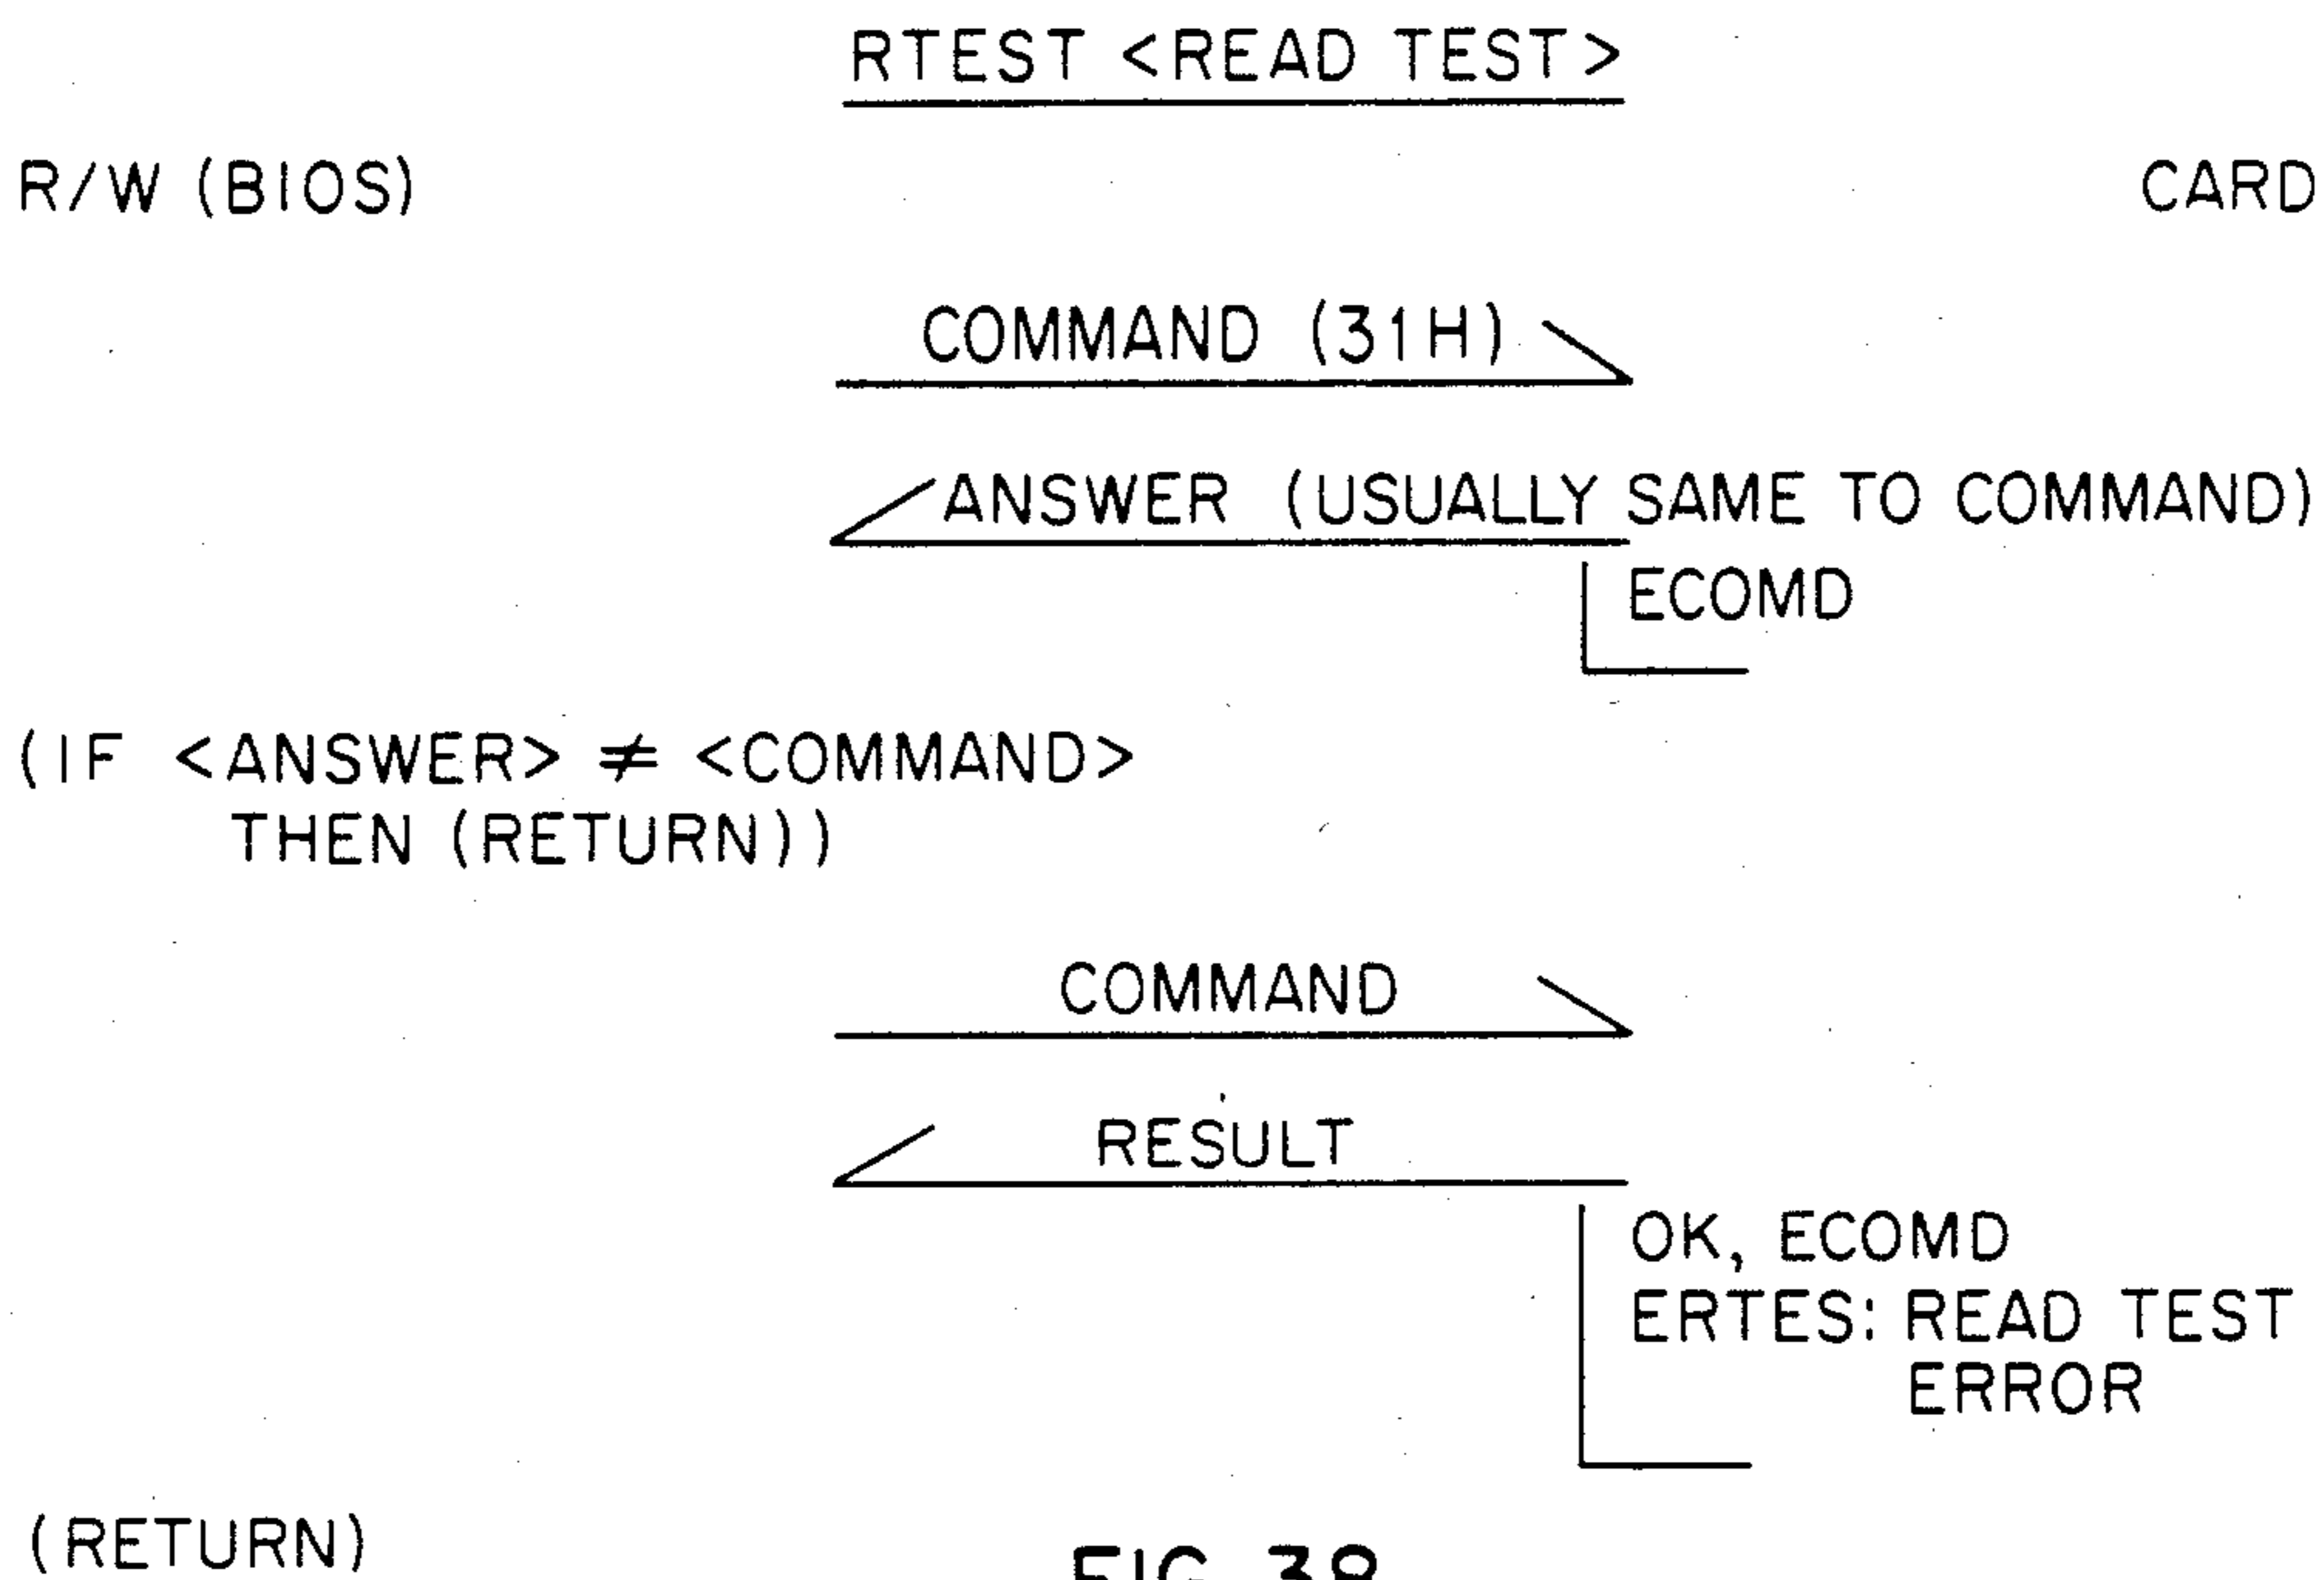 RTEST <READ TEST>
R/W (BIOS)
CARD
COMMAND (31H)
ANSWER (USUALLY SAME TO COMMAND)
ECOMD
(IF <ANSWER> ≠ <COMMAND>
THEN (RETURN))
COMMAND
RESULT
OK, ECOMD
ERTES: READ TEST
ERROR
(RETURN)